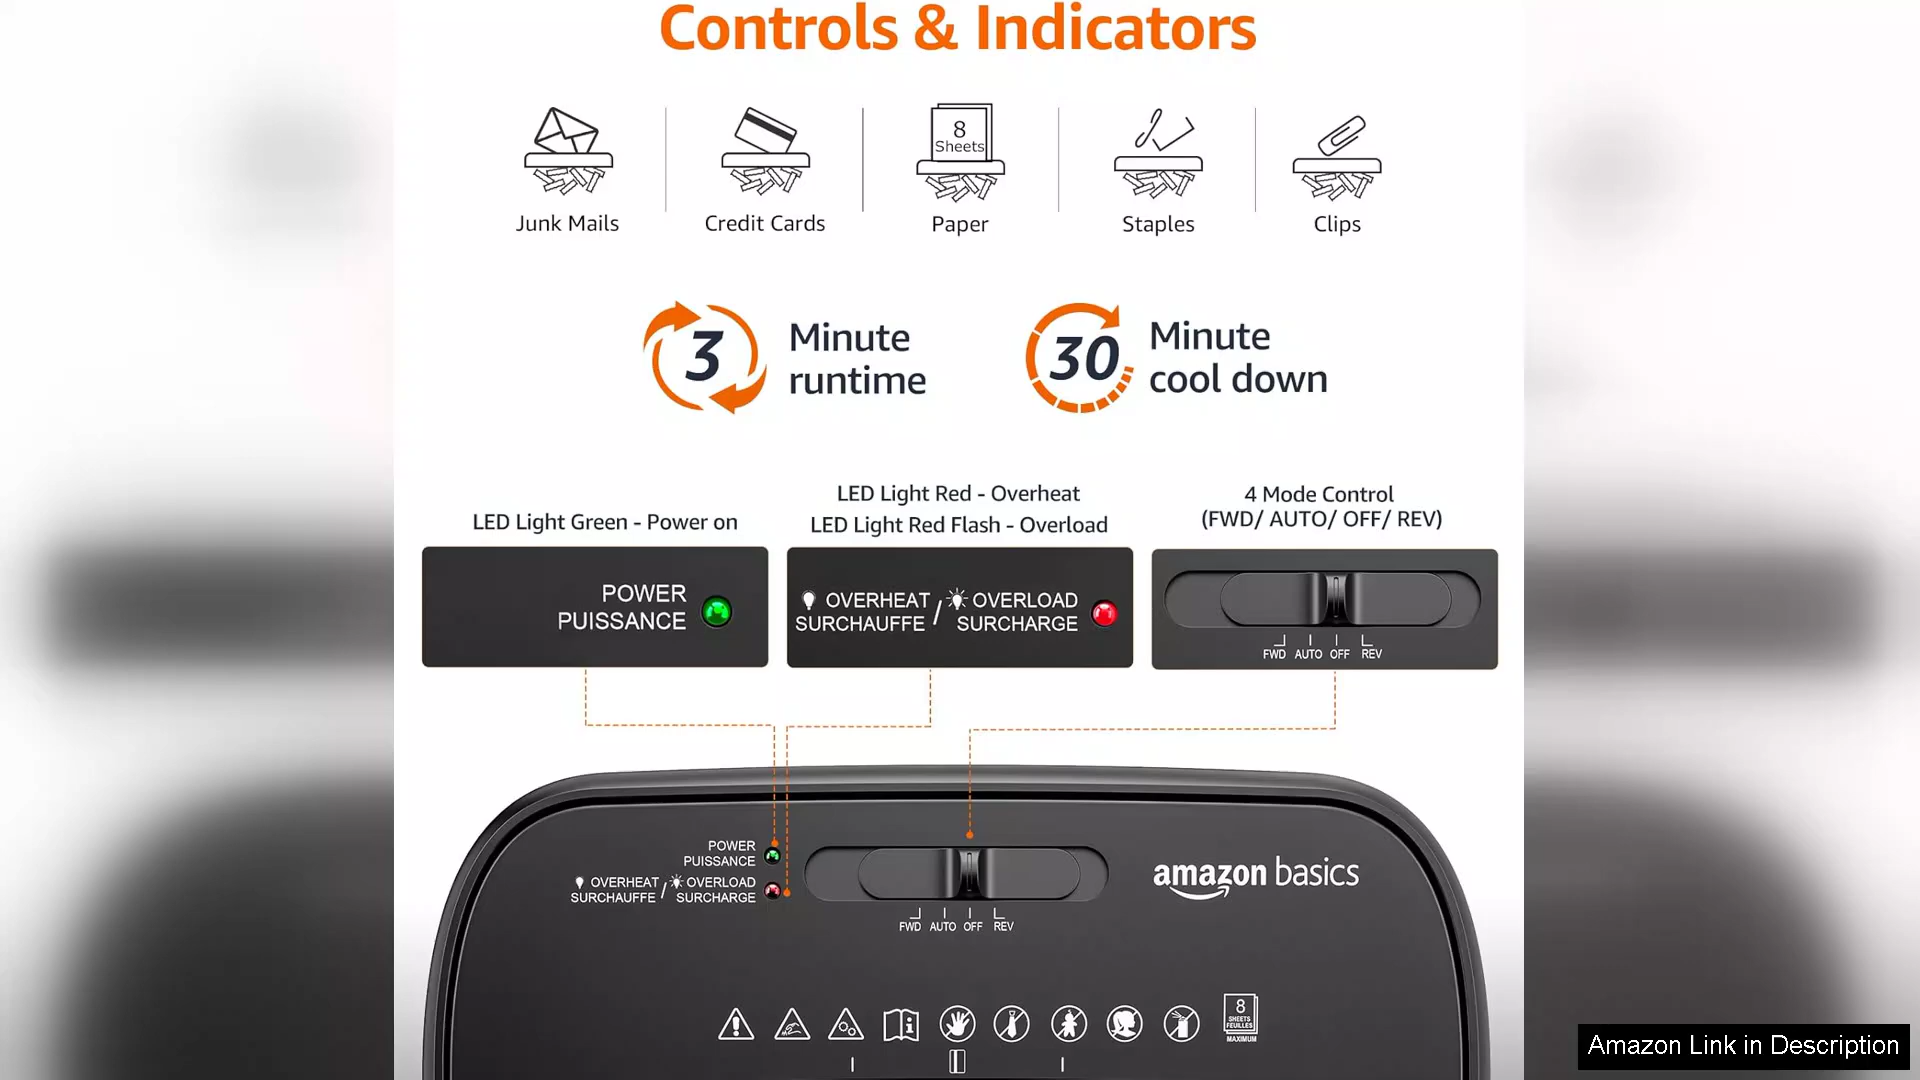 Controls & Indicators
8
Sheets
Junk Mails
Credit Cards
Paper
Staples
Clips
3
Minute
runtime
30
Minute
cool down
LED Light Green - Power on
LED Light Red - Overheat
LED Light Red Flash - Overload
4 Mode Control
(FWD/ AUTO/ OFF/ REV)
POWER
PUISSANCE
OVERHEAT / OVERLOAD
SURCHAUFFE SURCHARGE
FWD AUTO OFF REV
POWER
PUISSANCE
OVERHEAT / OVERLOAD
SURCHAUFFE SURCHARGE
FWD AUTO OFF REV
amazon basics
8
SHEETS
FEUILLES
MAXIMUM
Amazon Link in Description